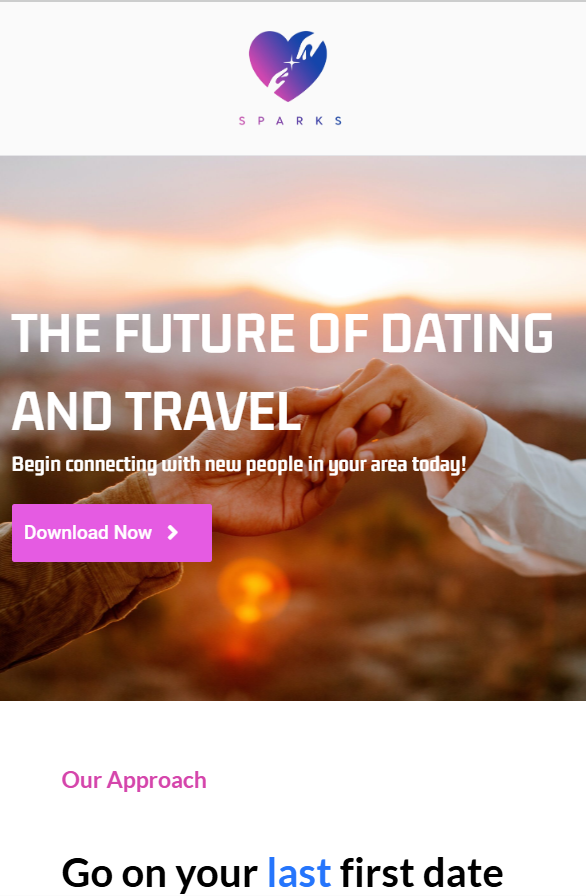 SPARKS
THE FUTURE OF DATING
AND TRAVEL
Begin connecting with new people in your area today!
Download Now
Our Approach
Go on your last first date